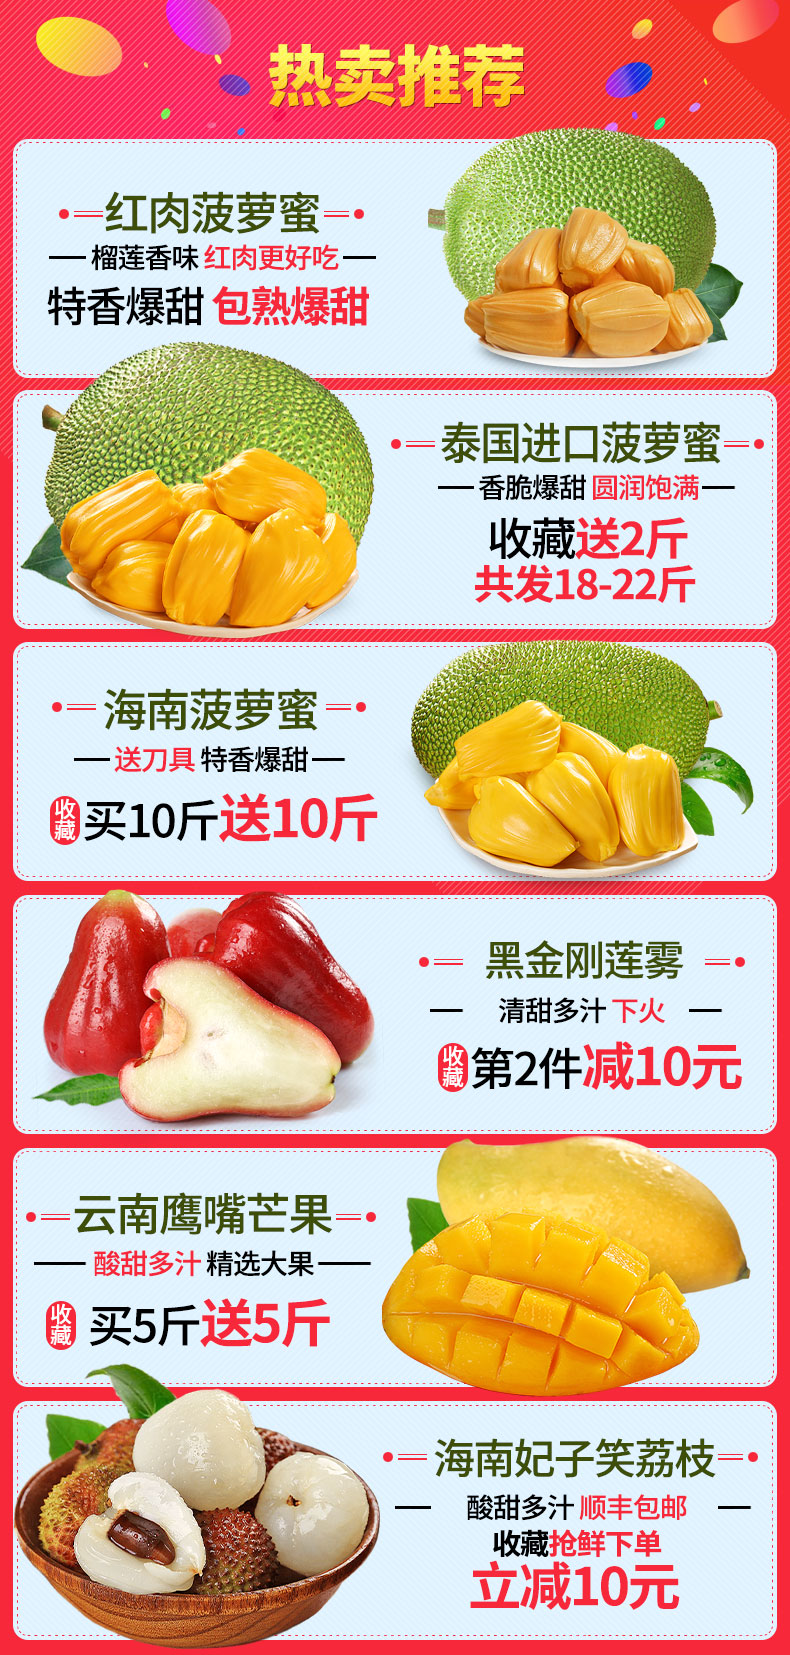 热卖推荐
红肉菠萝蜜
榴莲香味 红肉更好吃
特香爆甜 包熟爆甜
泰国进口菠萝蜜
香脆爆甜 圆润饱满
收藏送2斤
共发18-22斤
海南菠萝蜜
送刀具 特香爆甜
收藏 买10斤送10斤
黑金刚莲雾
清甜多汁 下火
收藏 第2件减10元
云南鹰嘴芒果
酸甜多汁 精选大果
收藏 买5斤送5斤
海南妃子笑荔枝
酸甜多汁 顺丰包邮
收藏抢鲜下单
立减10元